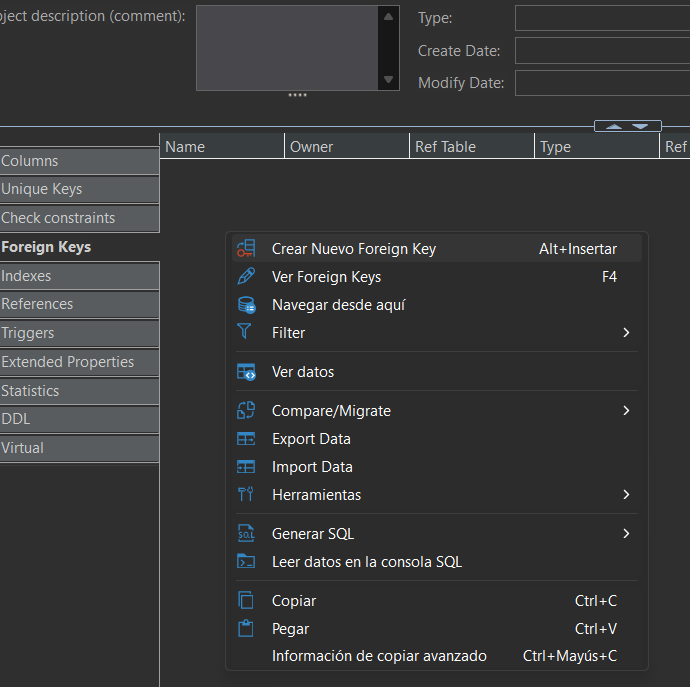 ject description (comment):
Type:
Create Date:
Modify Date:
Name
Owner
Ref Table
Type
Ref
Columns
Unique Keys
Check constraints
Foreign Keys
Indexes
References
Triggers
Extended Properties
Statistics
DDL
Virtual
Crear Nuevo Foreign Key Alt+Insertar
Ver Foreign Keys F4
Navegar desde aquí
Filter
Ver datos
Compare/Migrate
Export Data
Import Data
Herramientas
Generar SQL
Leer datos en la consola SQL
Copiar Ctrl+C
Pegar Ctrl+V
Información de copiar avanzado Ctrl+Mayús+C